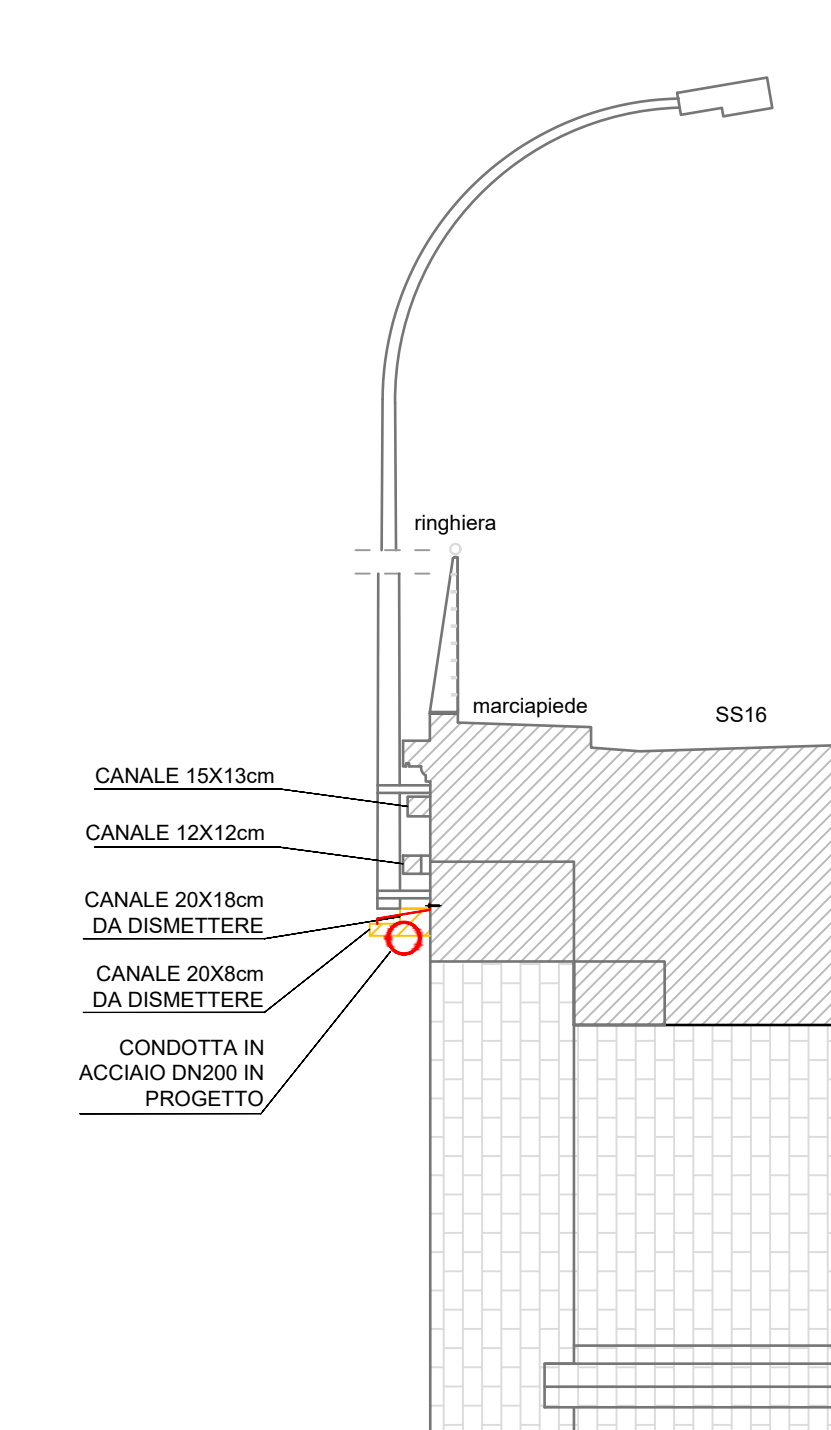 ringhiera
marciapiede
SS16
CANALE 15X13cm
CANALE 12X12cm
CANALE 20X18cm
DA DISMETTERE
CANALE 20X8cm
DA DISMETTERE
CONDOTTA IN
ACCIAIO DN200 IN
PROGETTO